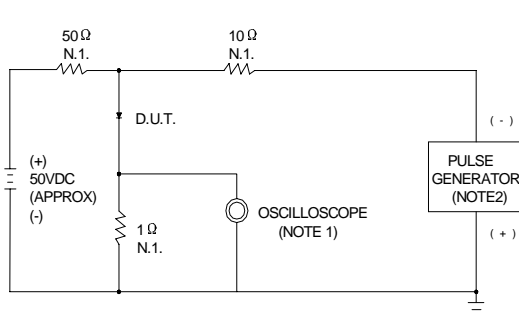 50Ω
N.1.
10Ω
N.1.
D.U.T.
( - )
(+)
50VDC
(APPROX)
(-)
PULSE
GENERATOR
(NOTE2)
1Ω
N.1.
OSCILLOSCOPE
(NOTE 1)
( + )